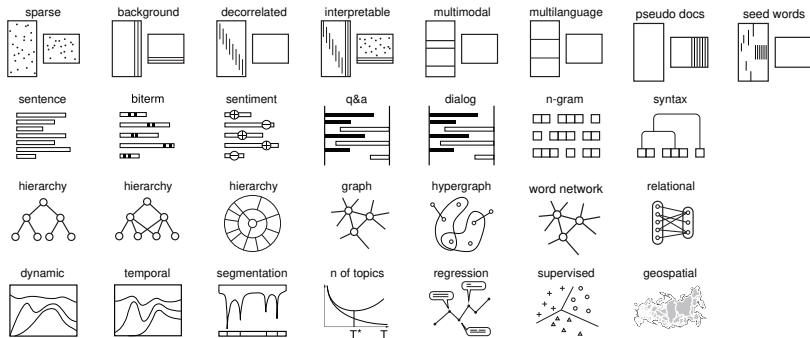 sparse background decorrelated interpretable multimodal multilanguage pseudo docs seed words
sentence biterm sentiment q&a dialog n-gram syntax
hierarchy hierarchy hierarchy graph hypergraph word network relational
dynamic temporal segmentation n of topics regression supervised geospatial
T* T